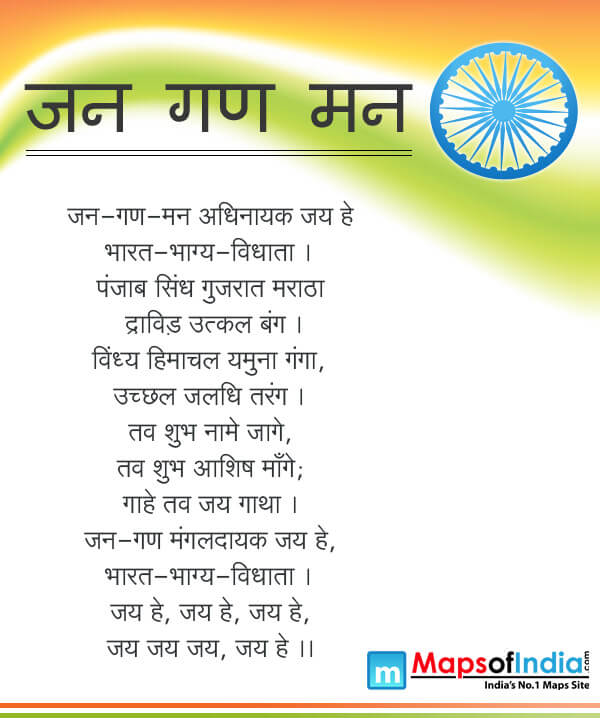 जन गण मन
जन-गण-मन अधिनायक जय हे
भारत-भाग्य-विधाता ।
पंजाब सिंध गुजरात मराठा
द्राविड़ उत्कल बंग ।
विंध्य हिमाचल यमुना गंगा,
उच्छल जलधि तरंग ।
तव शुभ नामे जागे,
तव शुभ आशिष माँगे;
गाहे तव जय गाथा ।
जन-गण मंगलदायक जय हे,
भारत-भाग्य-विधाता ।
जय हे, जय हे, जय हे,
जय जय जय, जय हे ।।
m MapsofIndia.com
India's No.1 Maps Site